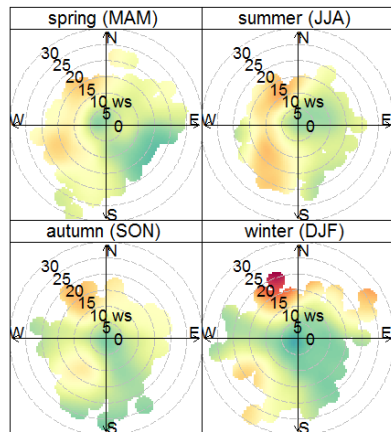 spring (MAM)
N
30
25
20
15
10
5 ws
0
W
E
S
summer (JJA)
N
30
25
20
15
10
5 ws
0
W
E
S
autumn (SON)
N
30
25
20
15
10
5 ws
0
W
E
S
winter (DJF)
N
30
25
20
15
10
5 ws
0
W
E
S